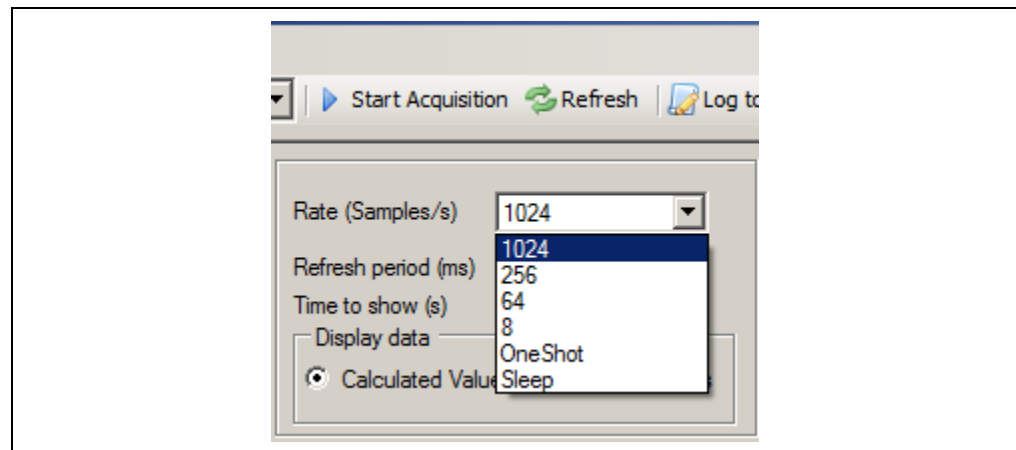 Start Acquisition Refresh Log to
Rate (Samples/s) 1024
1024
Refresh period (ms) 256
Time to show (s) 64
Display data 8
OneShot
Calculated Value Sleep